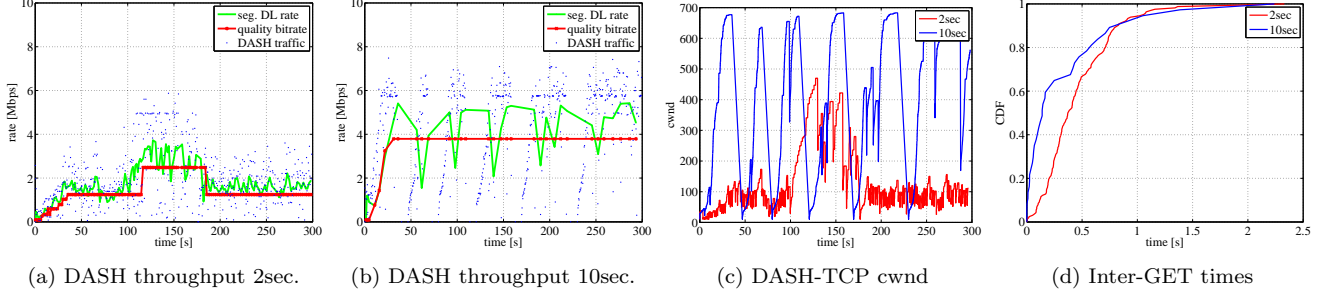 10
8
6
4
2
0
rate [Mbps]
0 50 100 150 200 250 300
time [s]
seg. DL rate
quality bitrate
DASH traffic
(a) DASH throughput 2sec.
10
8
6
4
2
0
rate [Mbps]
0 50 100 150 200 250 300
time [s]
seg. DL rate
quality bitrate
DASH traffic
(b) DASH throughput 10sec.
700
600
500
400
300
200
100
0
cwnd
0 50 100 150 200 250 300
time [s]
2sec
10sec
(c) DASH-TCP cwnd
1
0.8
0.6
0.4
0.2
0
CDF
0 0.5 1 1.5 2 2.5
time [s]
2sec
10sec
(d) Inter-GET times